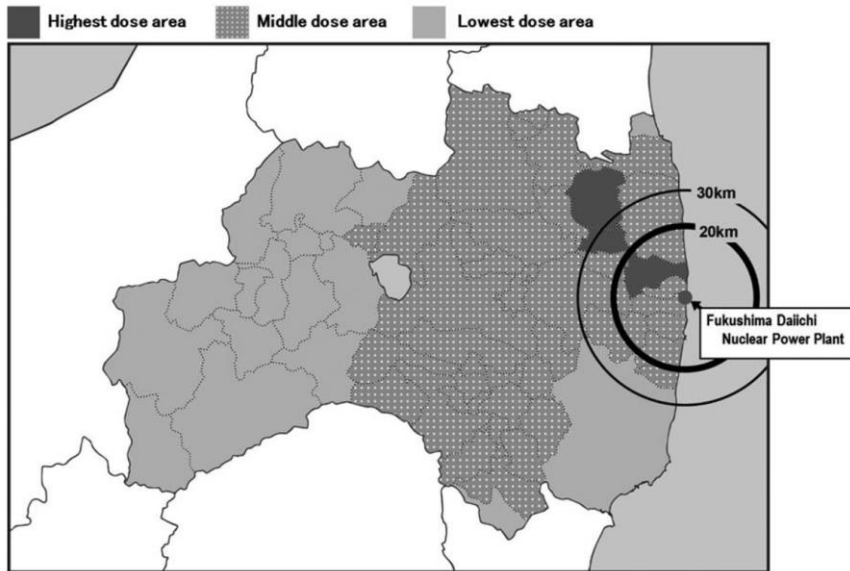 Highest dose area
Middle dose area
Lowest dose area
30km
20km
Fukushima Daiichi
Nuclear Power Plant